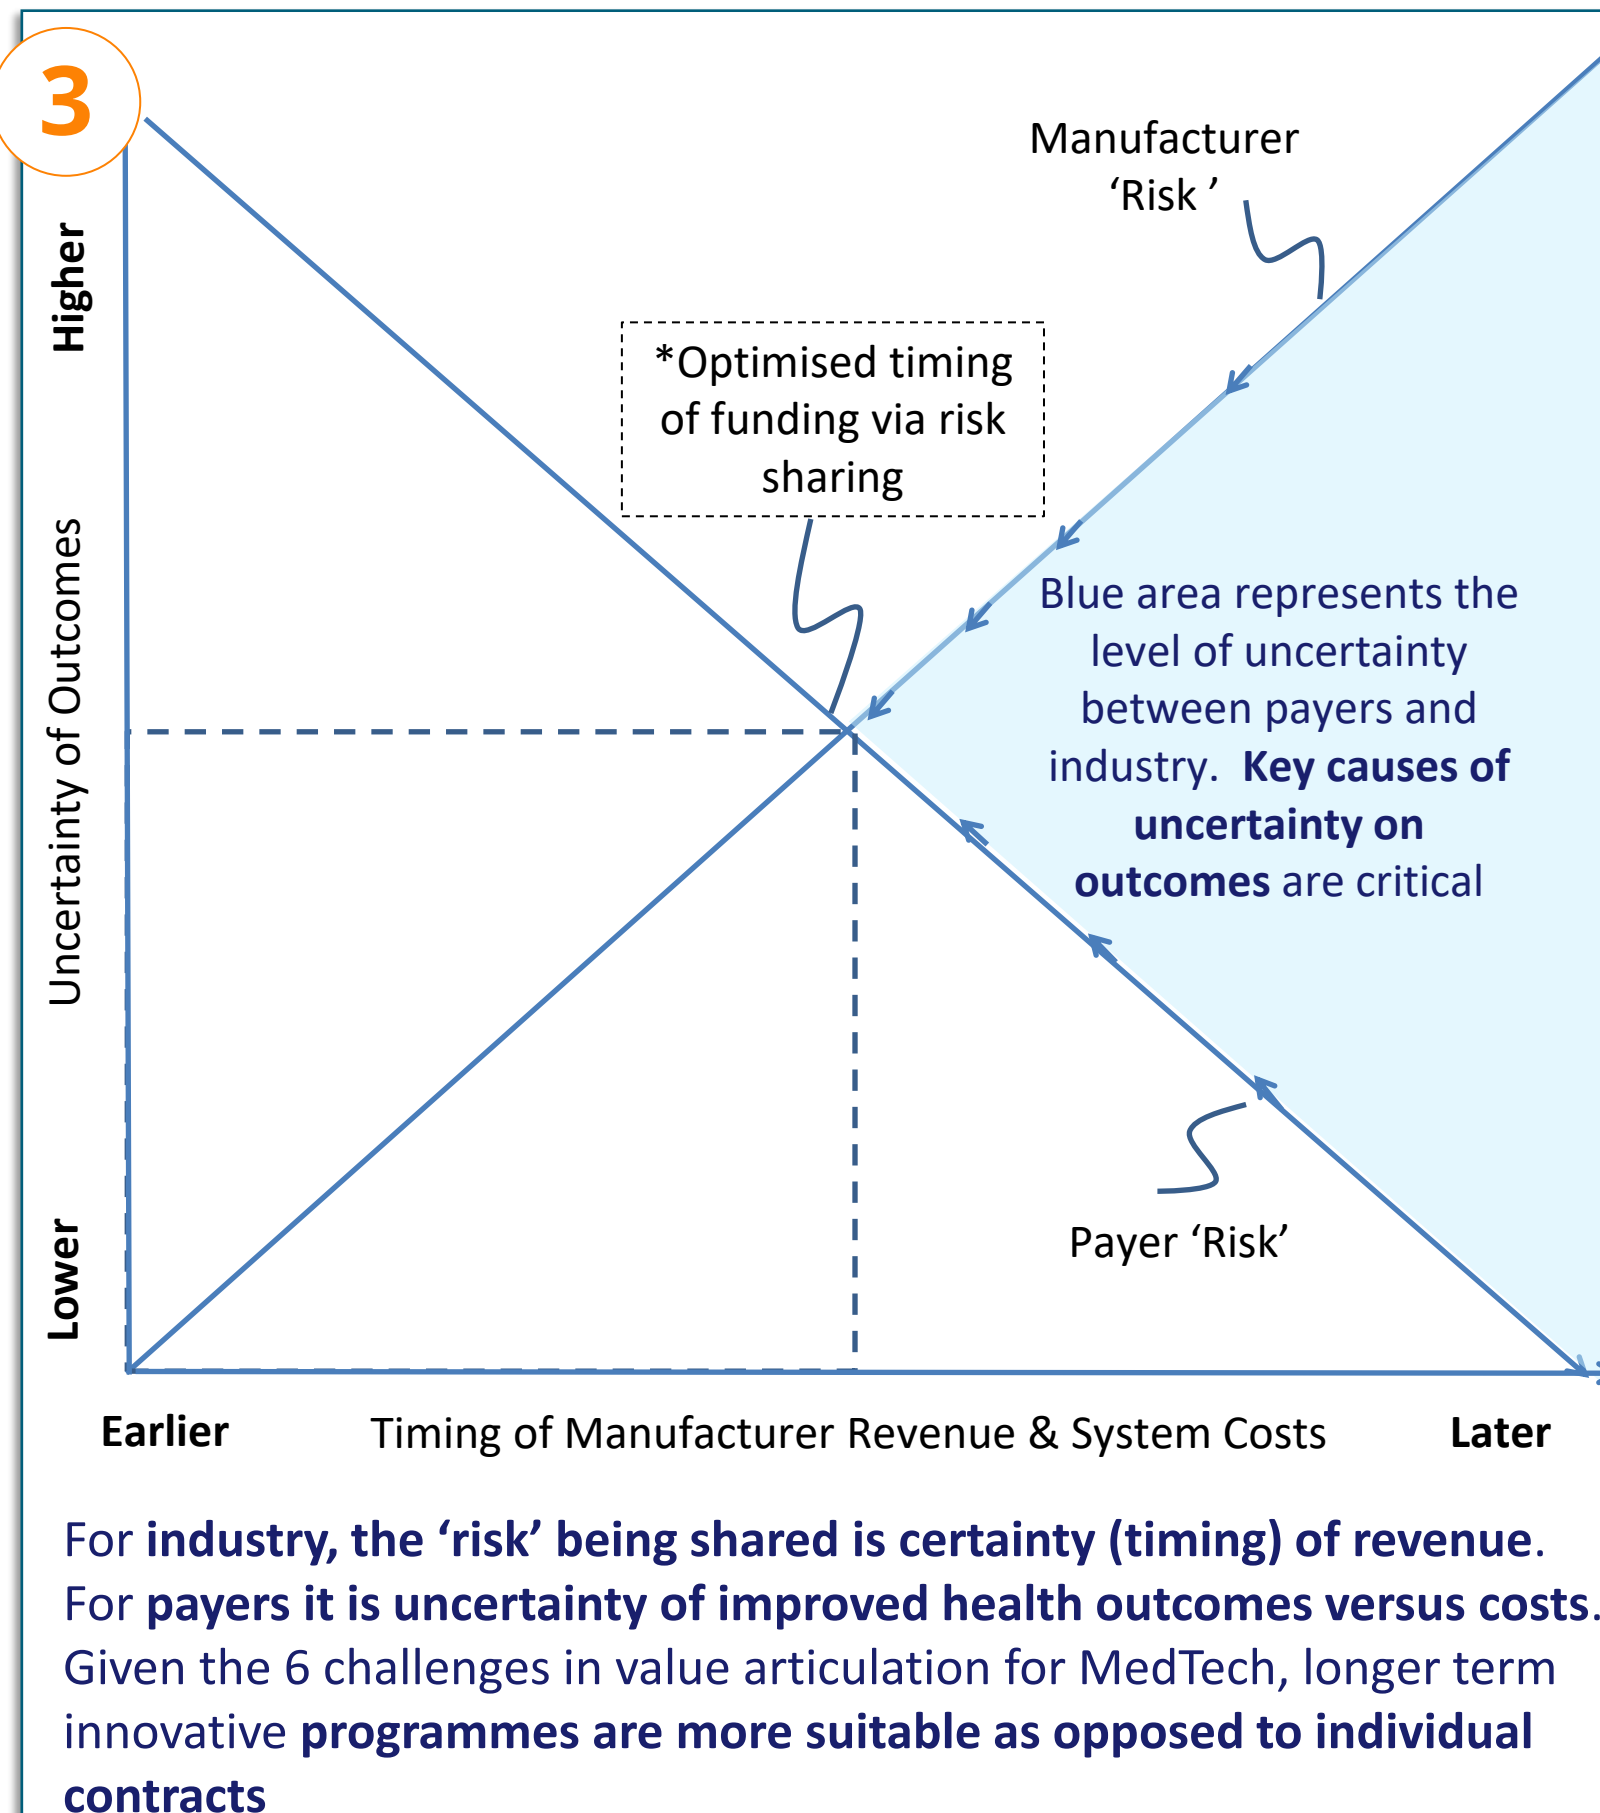 3
Manufacturer
‘Risk ’
Higher
*Optimised timing
of funding via risk
sharing
Uncertainty of Outcomes
Blue area represents the
level of uncertainty
between payers and
industry.  Key causes of
uncertainty on
outcomes are critical
Lower
Payer ‘Risk’
Earlier
Timing of Manufacturer Revenue & System Costs
Later
For industry, the ‘risk’ being shared is certainty (timing) of revenue.
For payers it is uncertainty of improved health outcomes versus costs.
Given the 6 challenges in value articulation for MedTech, longer term
innovative programmes are more suitable as opposed to individual
contracts